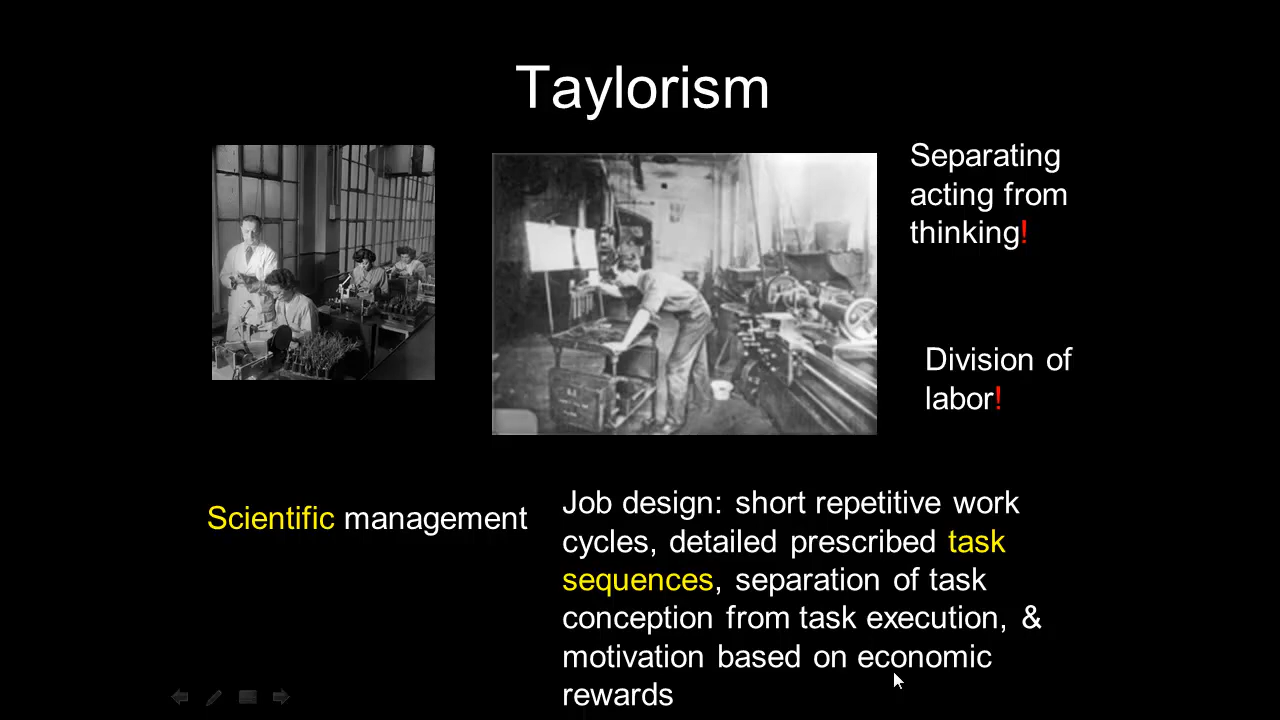 Taylorism
Separating
acting from
thinking!
Division of
labor!
Scientific management
Job design: short repetitive work
cycles, detailed prescribed task
sequences, separation of task
conception from task execution, &
motivation based on economic
rewards